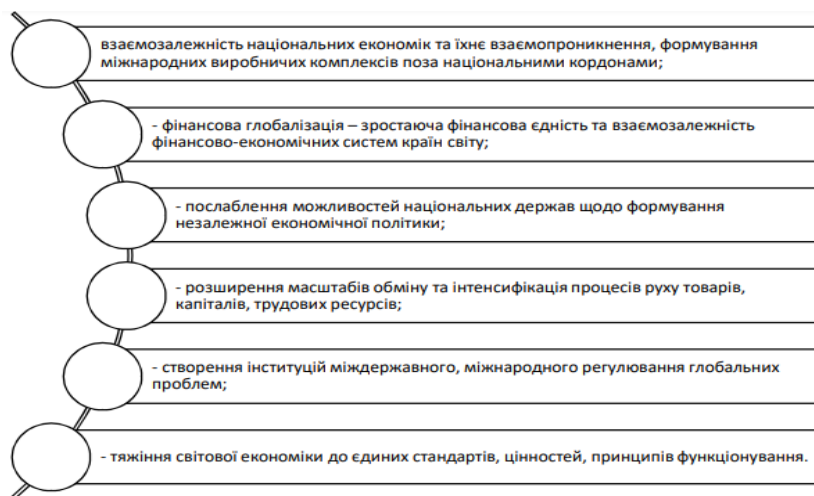 взаємозалежність національних економік та їхнє взаємопроникнення, формування
міжнародних виробничих комплексів поза національними кордонами;
- фінансова глобалізація – зростаюча фінансова єдність та взаємозалежність
фінансово-економічних систем країн світу;
- послаблення можливостей національних держав щодо формування
незалежної економічної політики;
- розширення масштабів обміну та інтенсифікація процесів руху товарів,
капіталів, трудових ресурсів;
- створення інституцій міждержавного, міжнародного регулювання глобальних
проблем;
- тяжіння світової економіки до єдиних стандартів, цінностей, принципів функціонування.